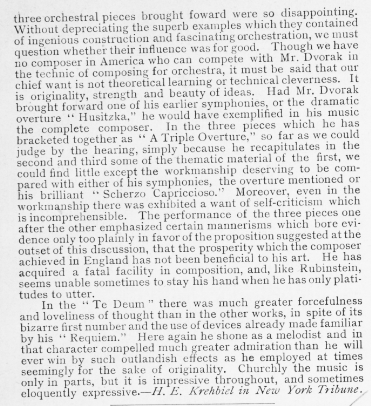 three orchestral pieces brought foward were so disappointing.
Without depreciating the superb examples which they contained
of ingenious construction and fascinating orchestration, we must
question whether their influence was for good. Though we have
no composer in America who can compete with Mr. Dvorak in
the technic of composing for orchestra, it must be said that our
chief want is not theoretical learning or technical cleverness. It
is originality, strength and beauty of ideas. Had Mr. Dvorak
brought forward one of his earlier symphonies, or the dramatic
overture "Husitzka," he would have exemplified in his music
the complete composer. In the three pieces which he has
bracketed together as "A Triple Overture," so far as we could
judge by the hearing, simply because he recapitulates in the
second and third some of the thematic material of the first, we
could find little except the workmanship deserving to be com-
pared with either of his symphonies, the overture mentioned or
his brilliant "Scherzo Capriccioso." Moreover, even in the
workmanship there was exhibited a want of self-criticism which
is incomprehensible. The performance of the three pieces one
after the other emphasized certain mannerisms which bore evi-
dence only too plainly in favor of the proposition suggested at the
outset of this discussion, that the prosperity which the composer
achieved in England has not been beneficial to his art. He has
acquired a fatal facility in composition, and, like Rubinstein,
seems unable sometimes to stay his hand when he has only plati-
tudes to utter.
In the "Te Deum" there was much greater forcefulness
and loveliness of thought than in the other works, in spite of its
bizarre first number and the use of devices already made familiar
by his "Requiem." Here again he shone as a melodist and in
that character compelled much greater admiration than he will
ever win by such outlandish effects as he employed at times
seemingly for the sake of originality. Churchly the music is
only in parts, but it is impressive throughout, and sometimes
eloquently expressive.—H. E. Krehbiel in New York Tribune.